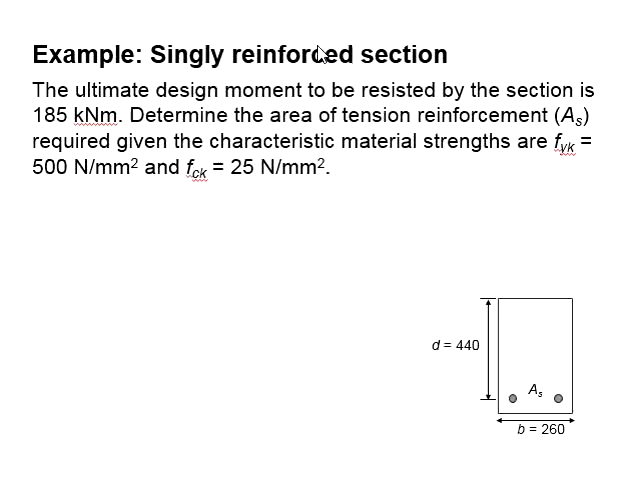 Example: Singly reinforced section
The ultimate design moment to be resisted by the section is
185 kNm. Determine the area of tension reinforcement (Aₛ)
required given the characteristic material strengths are fyk =
500 N/mm² and fck = 25 N/mm².
d = 440
Aₛ
b = 260